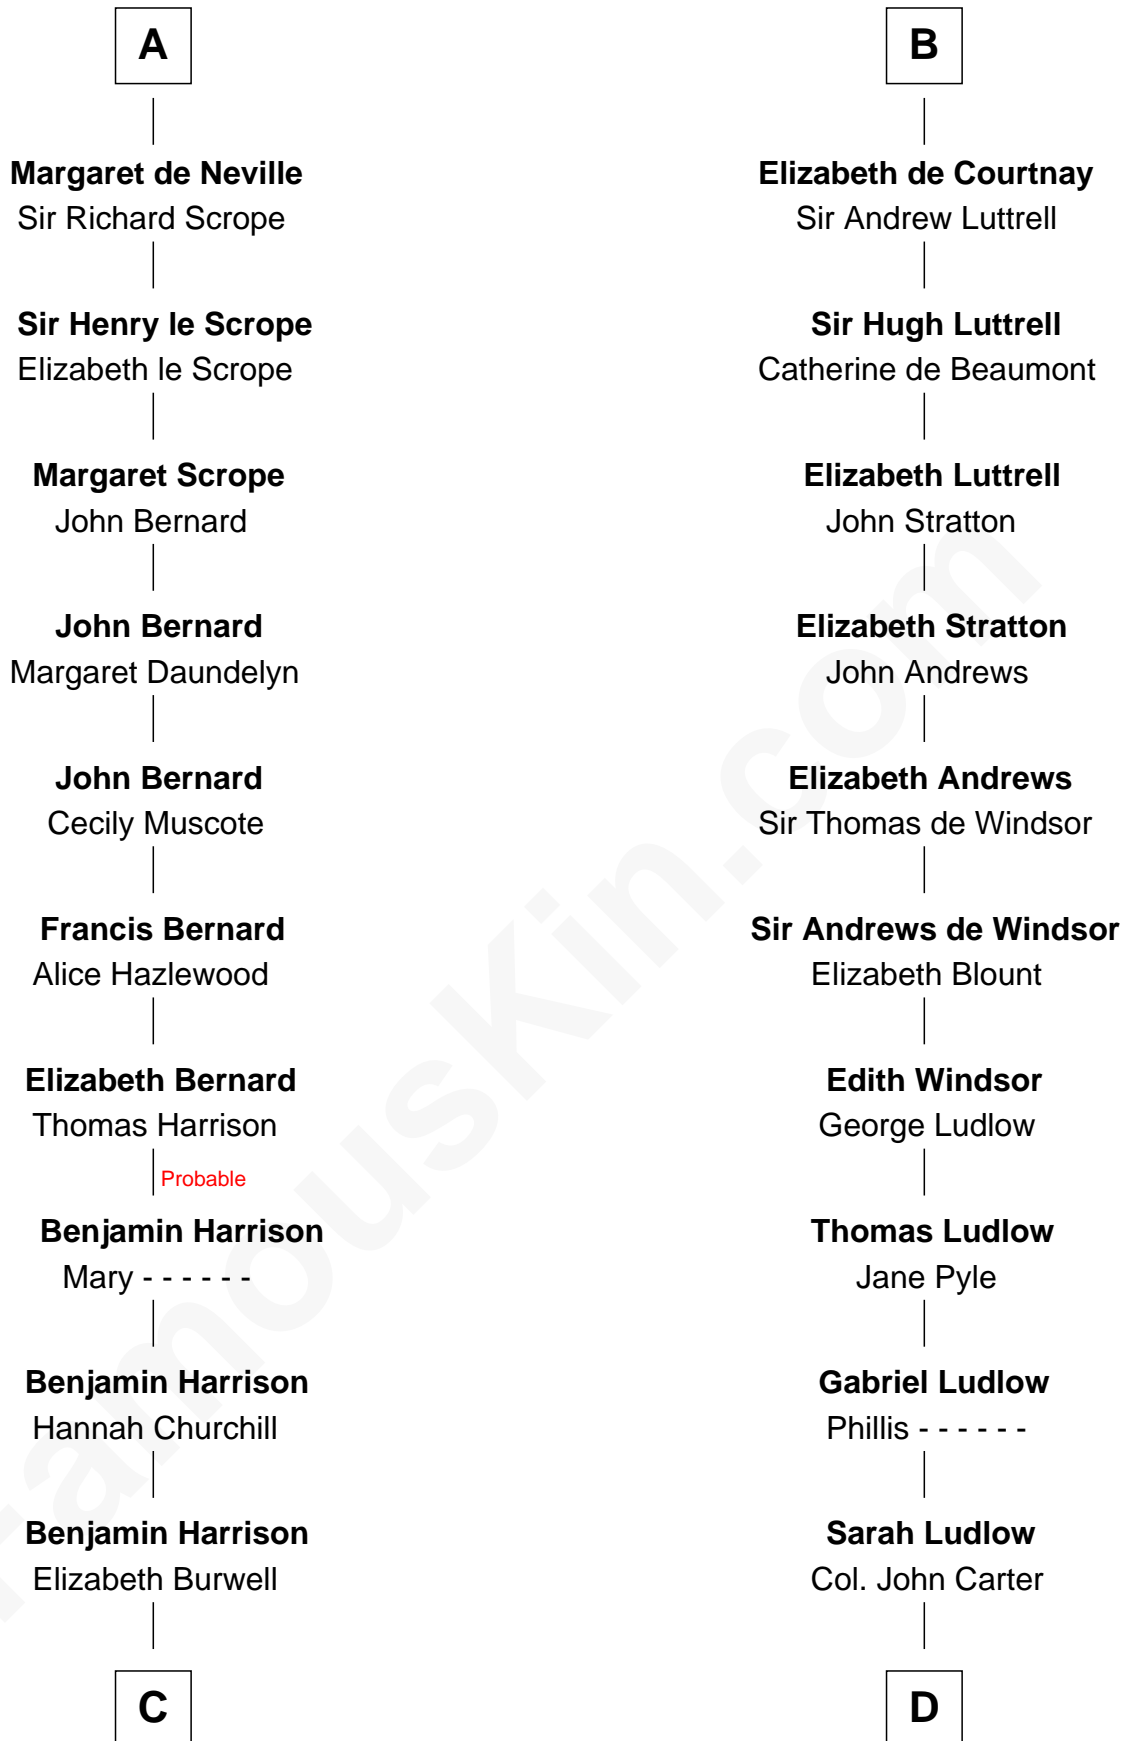 A
Margaret de Neville
Sir Richard Scrope
Sir Henry le Scrope
Elizabeth le Scrope
Margaret Scrope
John Bernard
John Bernard
Margaret Daundelyn
John Bernard
Cecily Muscote
Francis Bernard
Alice Hazlewood
Elizabeth Bernard
Thomas Harrison
Probable
Benjamin Harrison
Mary - - - - - -
Benjamin Harrison
Hannah Churchill
Benjamin Harrison
Elizabeth Burwell
C
B
Elizabeth de Courtnay
Sir Andrew Luttrell
Sir Hugh Luttrell
Catherine de Beaumont
Elizabeth Luttrell
John Stratton
Elizabeth Stratton
John Andrews
Elizabeth Andrews
Sir Thomas de Windsor
Sir Andrews de Windsor
Elizabeth Blount
Edith Windsor
George Ludlow
Thomas Ludlow
Jane Pyle
Gabriel Ludlow
Phillis - - - - - -
Sarah Ludlow
Col. John Carter
D
FamousKin.com